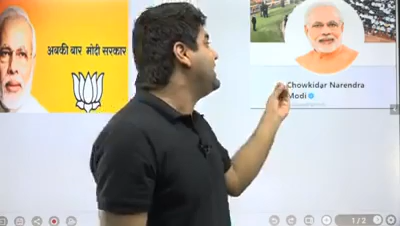 अबकी बार मोदी सरकार
Chowkidar Narendra
Modi
1 / 2